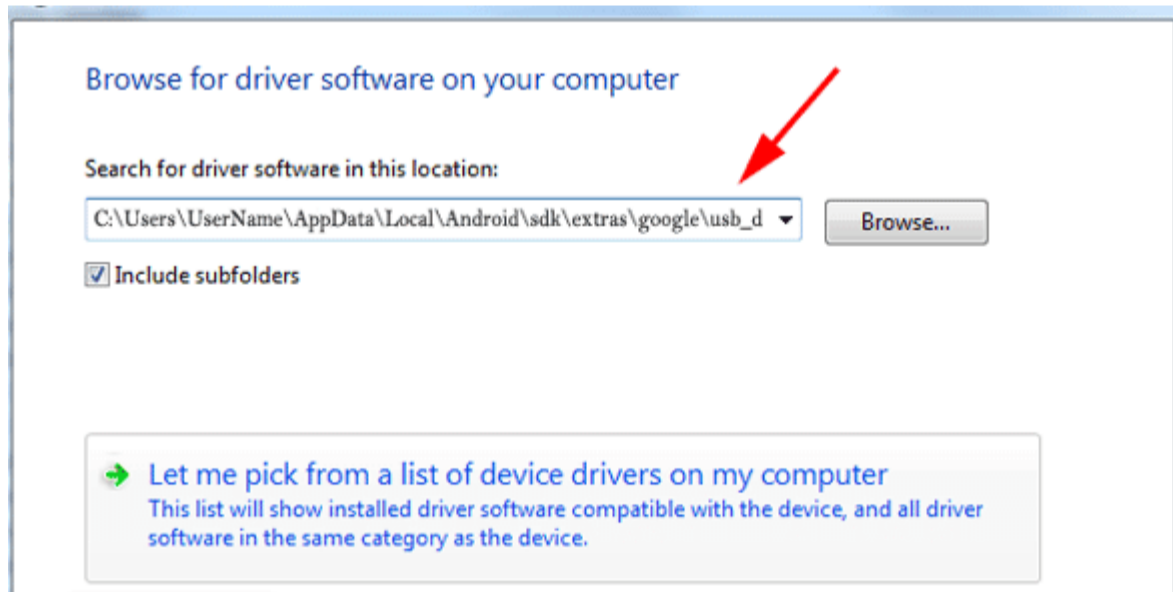 Browse for driver software on your computer
Search for driver software in this location:
C:\Users\UserName\AppData\Local\Android\sdk\extras\google\usb_d
Browse...
Include subfolders
Let me pick from a list of device drivers on my computer
This list will show installed driver software compatible with the device, and all driver
software in the same category as the device.